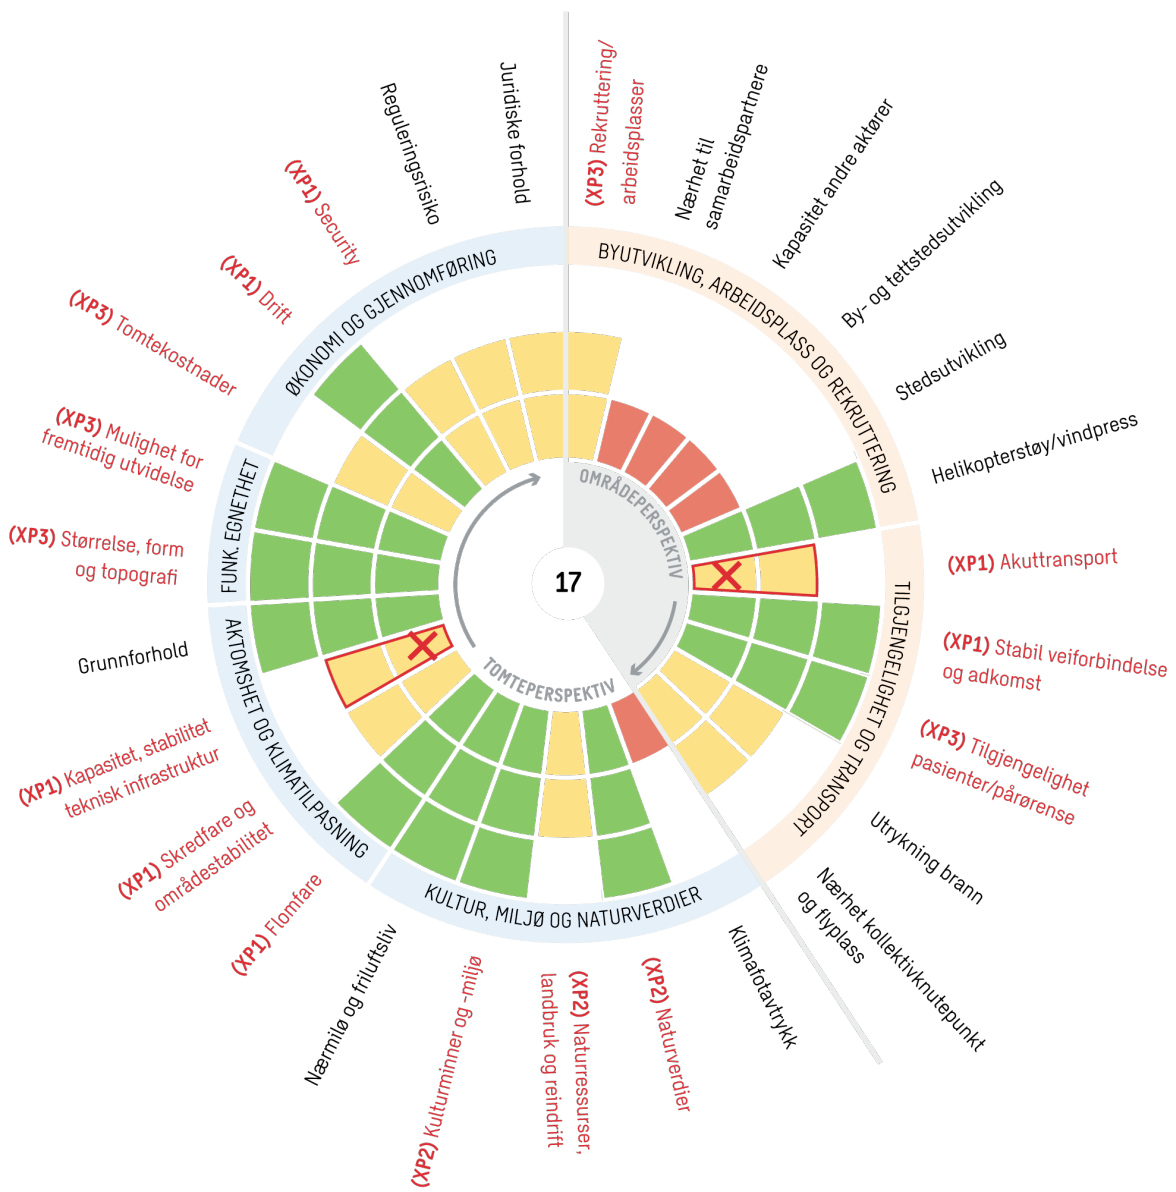 (XP3) Rekruttering/
arbeidsplasser
Nærhet til
samarbeidspartnere
Kapasitet andre aktører
By- og tettstedsutvikling
Stedsutvikling
Helikopterstøy/vindpress
(XP1) Akuttransport
(XP1) Stabil veiforbindelse
og adkomst
(XP3) Tilgjengelighet
pasienter/pårørense
Utrykning brann
Nærhet kollektivknutepunkt
og flyplass
Klimafotavtrykk
(XP2) Naturverdier
(XP2) Naturressurser,
landbruk og reindrift
(XP2) Kulturminner og -miljø
Nærmilø og friluftsliv
(XP1) Flomfare
(XP1) Skredfare og
områdestabilitet
(XP1) Kapasitet, stabilitet
teknisk infrastruktur
Grunnforhold
(XP3) Størrelse, form
og topografi
(XP3) Mulighet for
fremtidig utvidelse
(XP3) Tomtekostnader
(XP1) Drift
(XP1) Security
Reguleringsrisiko
Juridiske forhold
BYUTVIKLING, ARBEIDSPLASS OG REKRUTTERING
TILGJENGELIGHET OG TRANSPORT
KULTUR, MILJØ OG NATURVERDIER
AKTOMSHET OG KLIMATILPASNING
FUNK. EGNETHET
ØKONOMI OG GJENNOMFØRING
OMRÅDEPERSPEKTIV
TOMTEPERSPEKTIV
17